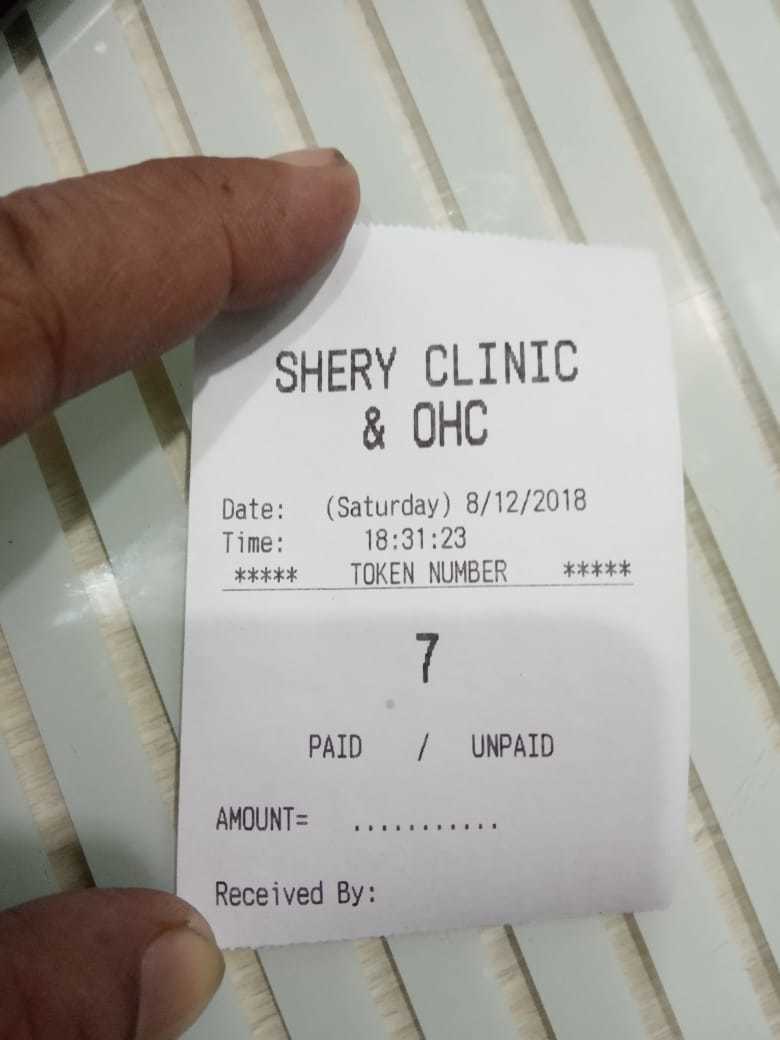 SHERY CLINIC
& OHC
Date: (Saturday) 8/12/2018
Time: 18:31:23
***** TOKEN NUMBER *****
7
PAID / UNPAID
AMOUNT= ...........
Received By: